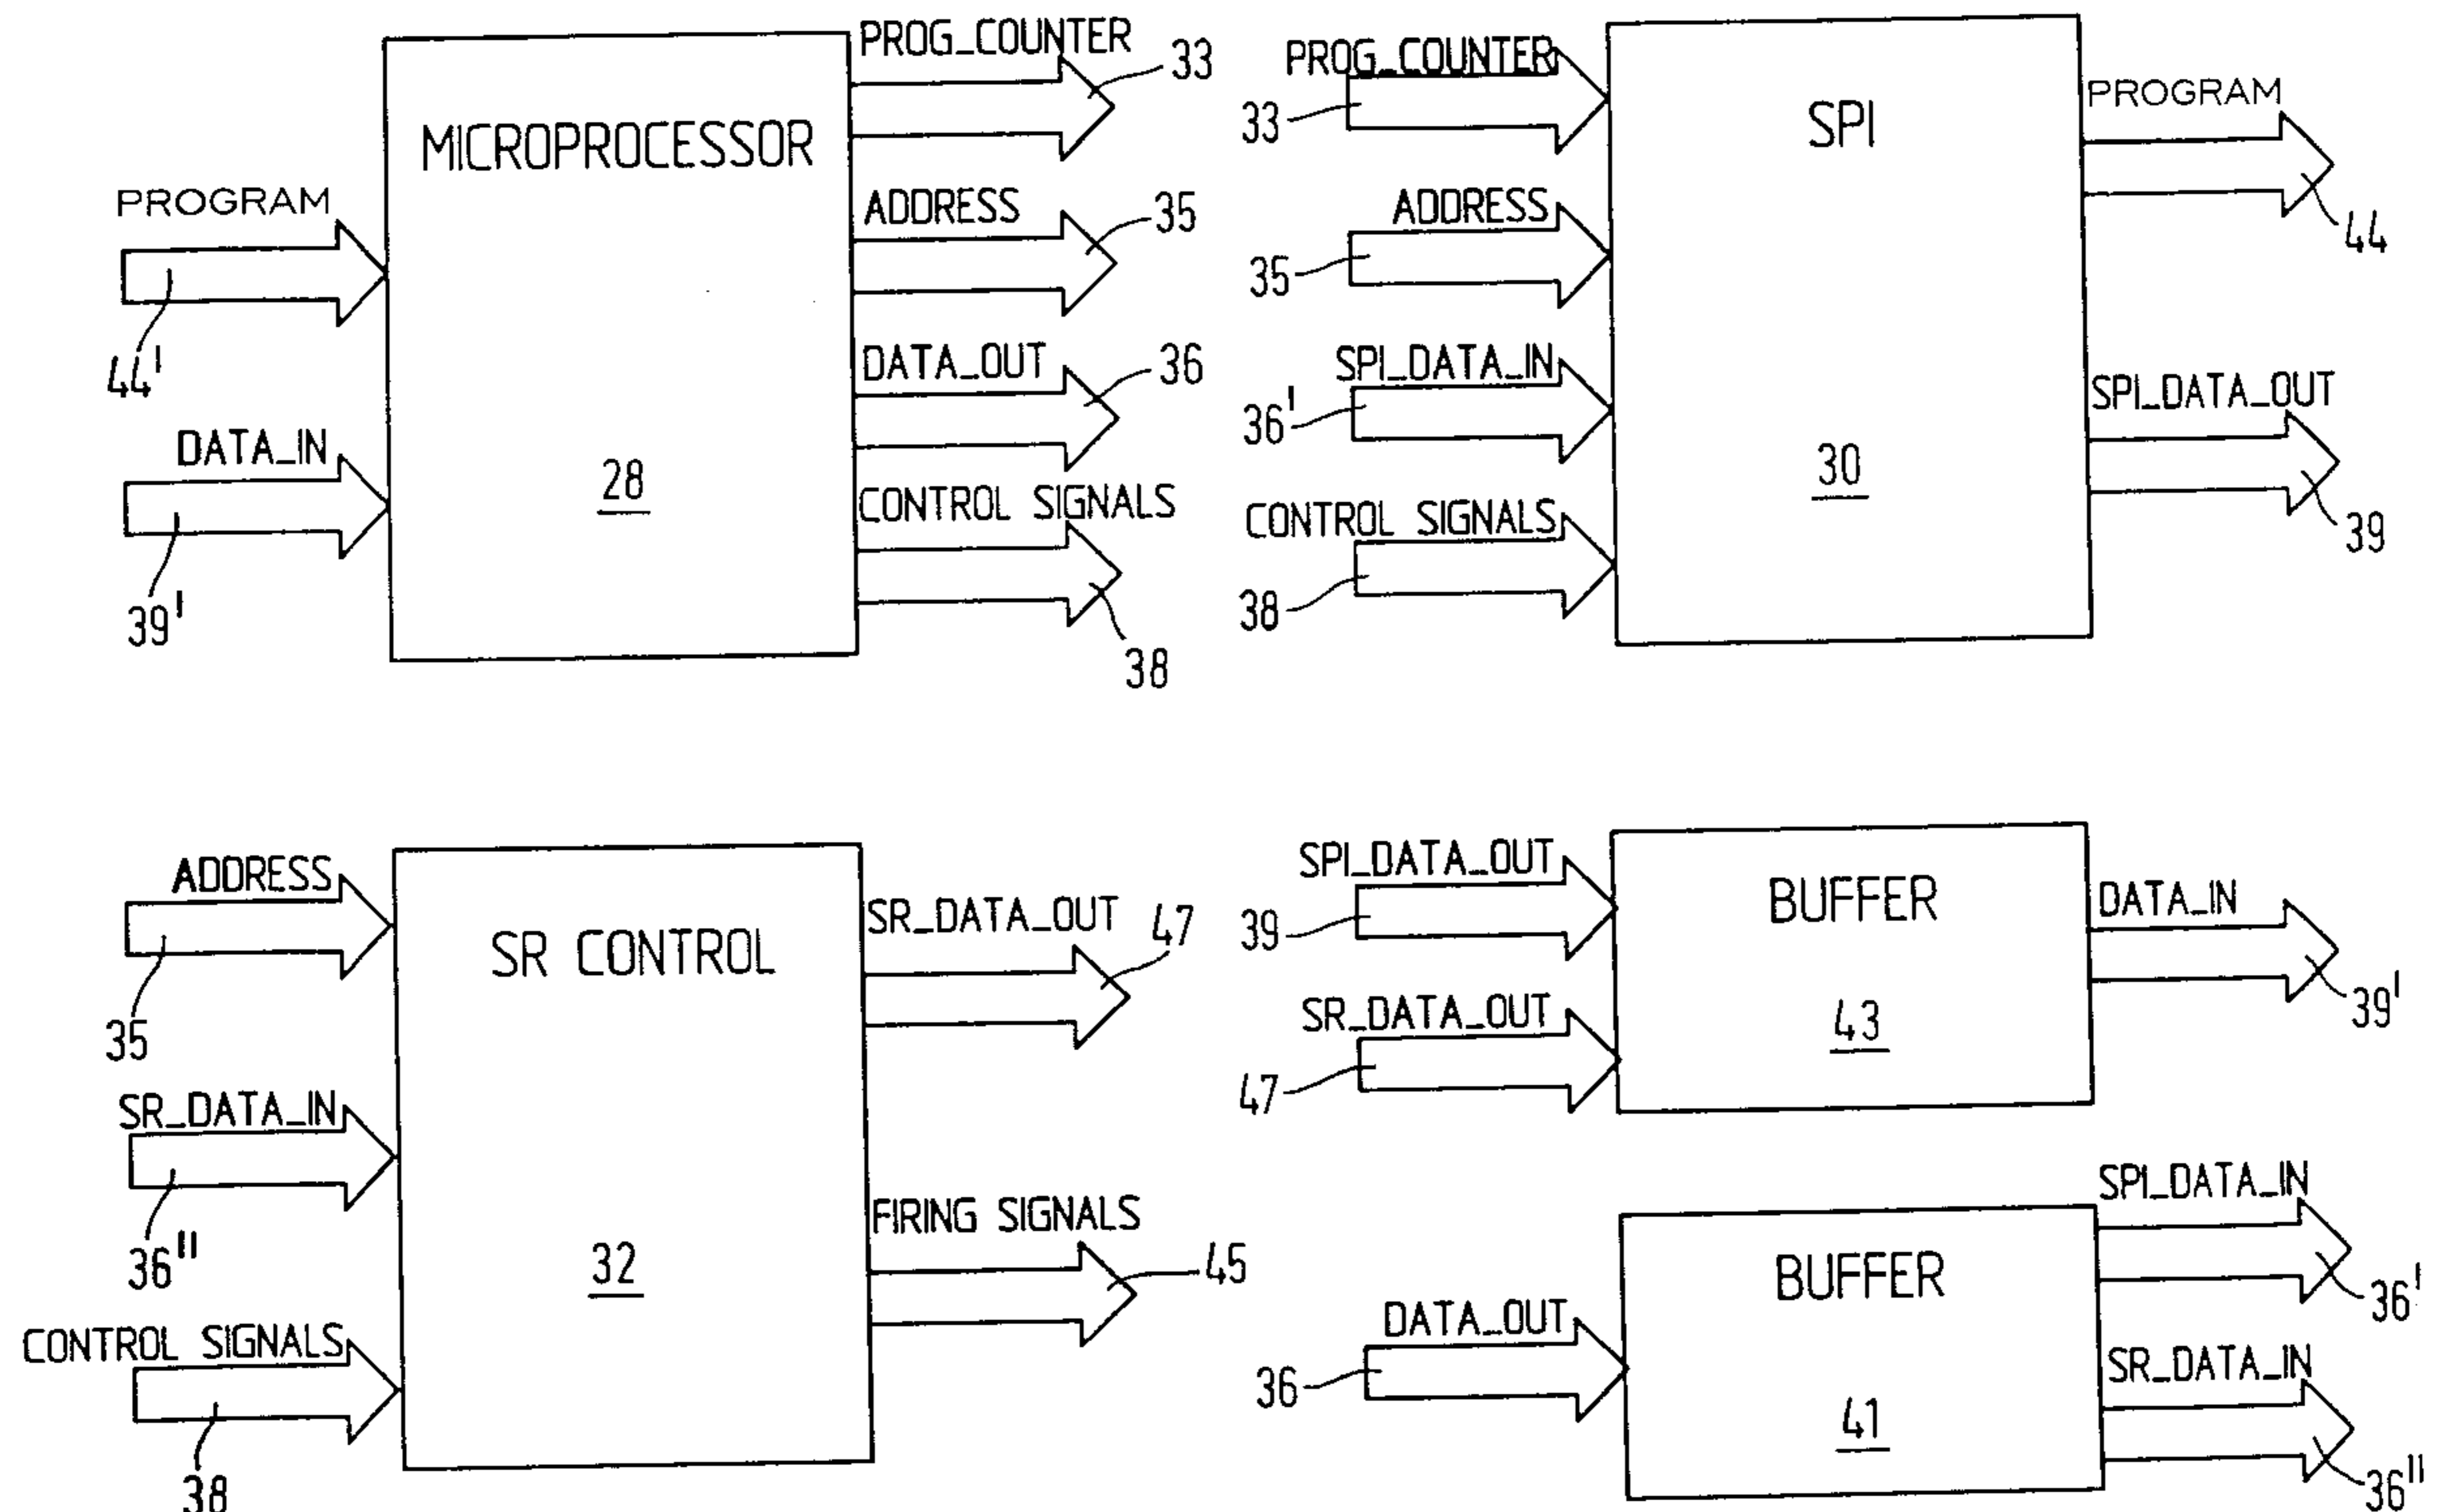 PROG_COUNTER
33
MICROPROCESSOR
PROGRAM
44'
ADDRESS
35
DATA_OUT
36
DATA_IN
39'
28
CONTROL SIGNALS
38
PROG_COUNTER
33
SPI
PROGRAM
44
ADDRESS
35
SPI_DATA_IN
36'
SPI_DATA_OUT
39
30
CONTROL SIGNALS
38
ADDRESS
35
SR CONTROL
SR_DATA_OUT
47
SR_DATA_IN
36"
FIRING SIGNALS
45
32
CONTROL SIGNALS
38
SPI_DATA_OUT
39
BUFFER
DATA_IN
39'
SR_DATA_OUT
47
43
SPI_DATA_IN
36'
BUFFER
DATA_OUT
36
SR_DATA_IN
36"
41